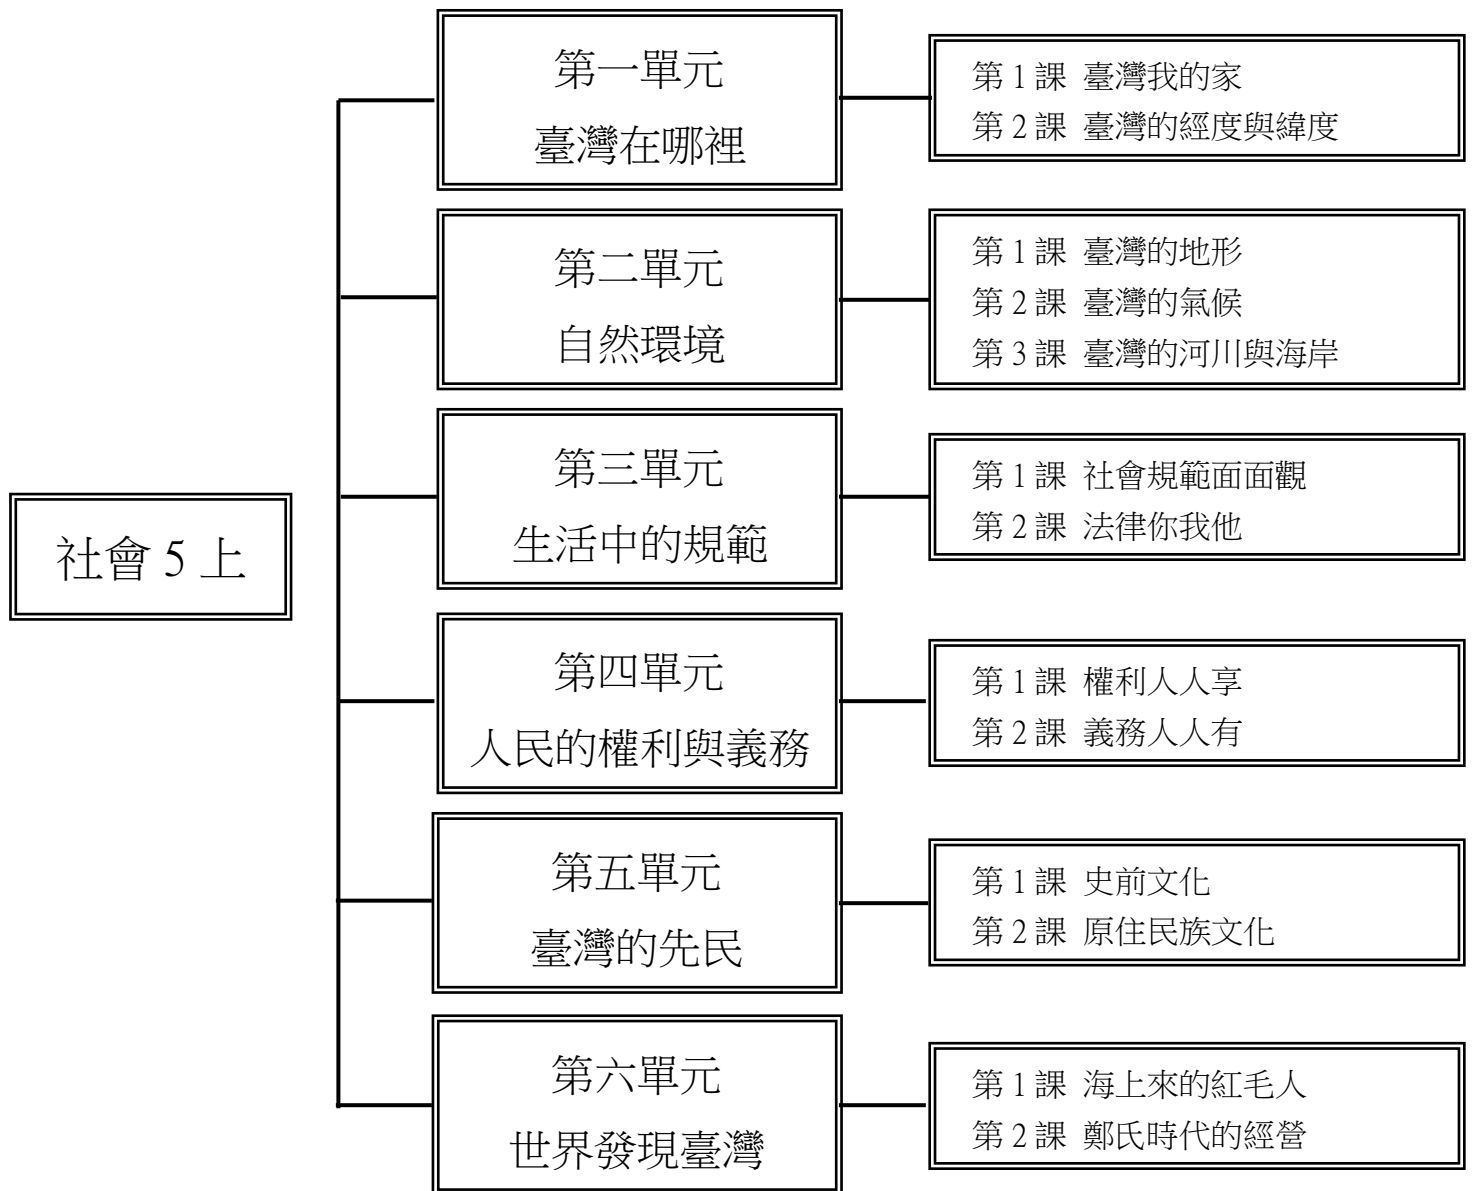 社會 5 上
第一單元
臺灣在哪裡
第 1 課 臺灣我的家
第 2 課 臺灣的經度與緯度
第二單元
自然環境
第 1 課 臺灣的地形
第 2 課 臺灣的氣候
第 3 課 臺灣的河川與海岸
第三單元
生活中的規範
第 1 課 社會規範面面觀
第 2 課 法律你我他
第四單元
人民的權利與義務
第 1 課 權利人人享
第 2 課 義務人人有
第五單元
臺灣的先民
第 1 課 史前文化
第 2 課 原住民族文化
第六單元
世界發現臺灣
第 1 課 海上來的紅毛人
第 2 課 鄭氏時代的經營